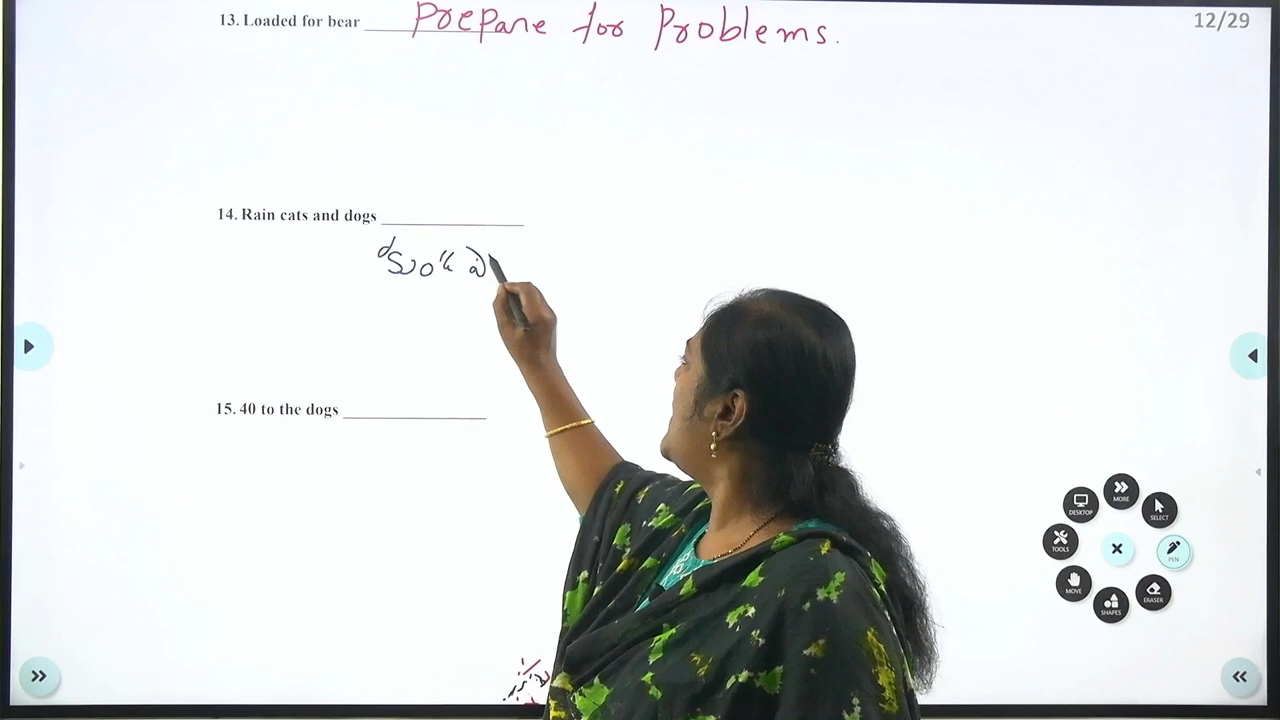 13. Loaded for bear Prepare for Problems.
12/29
14. Rain cats and dogs
15. 40 to the dogs
MORE
DESKTOP
SELECT
TOOLS
PEN
MOVE
ERASER
SHAPES